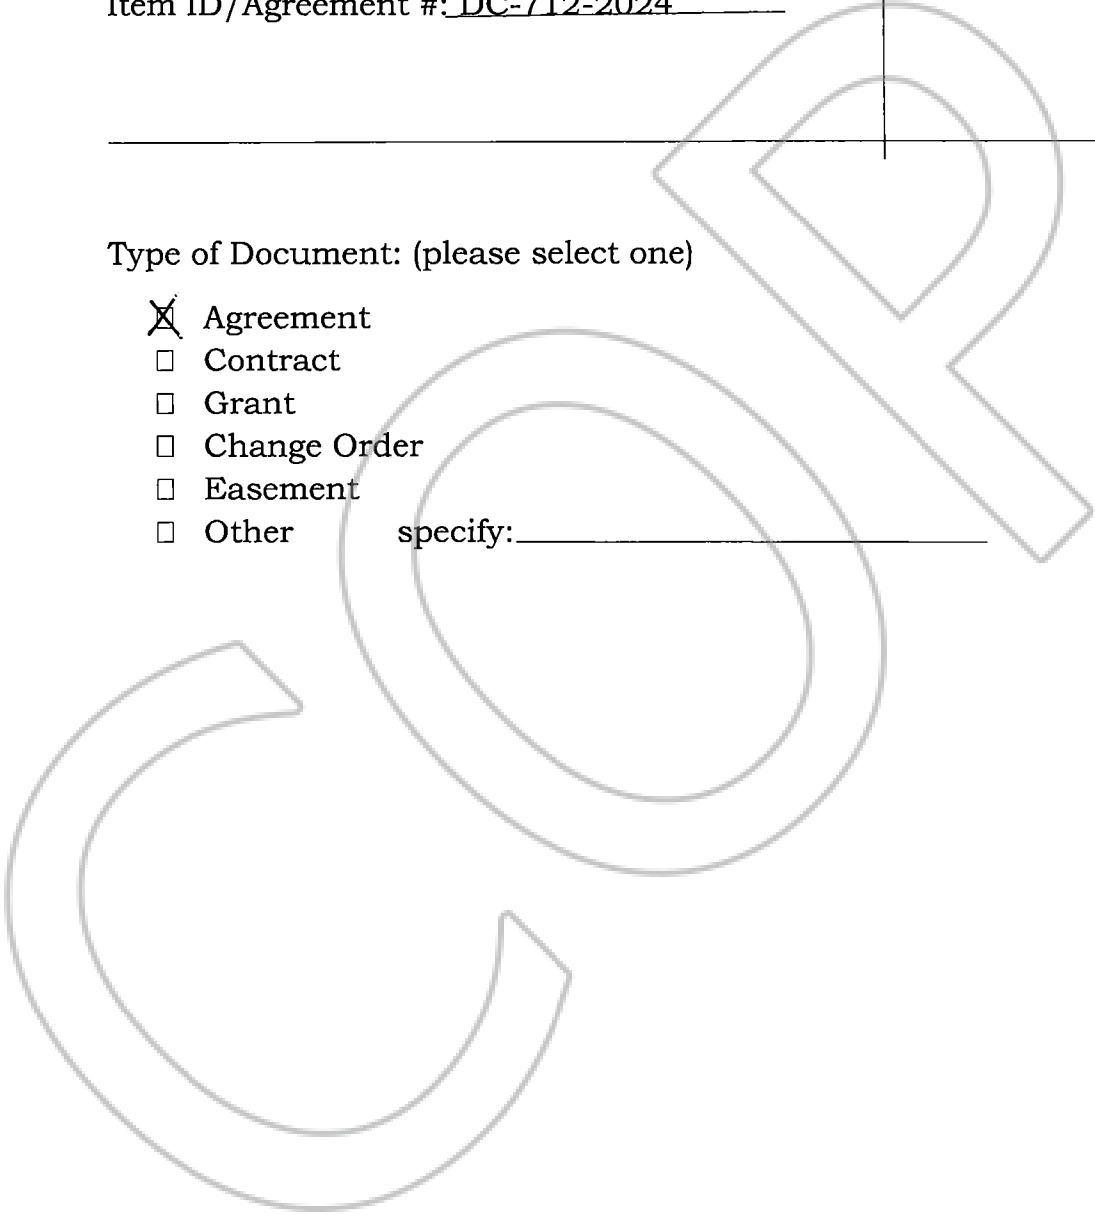 Item ID/Agreement #: DC-712-2024
Type of Document: (please select one)
☒ Agreement
☐ Contract
☐ Grant
☐ Change Order
☐ Easement
☐ Other specify:
COP